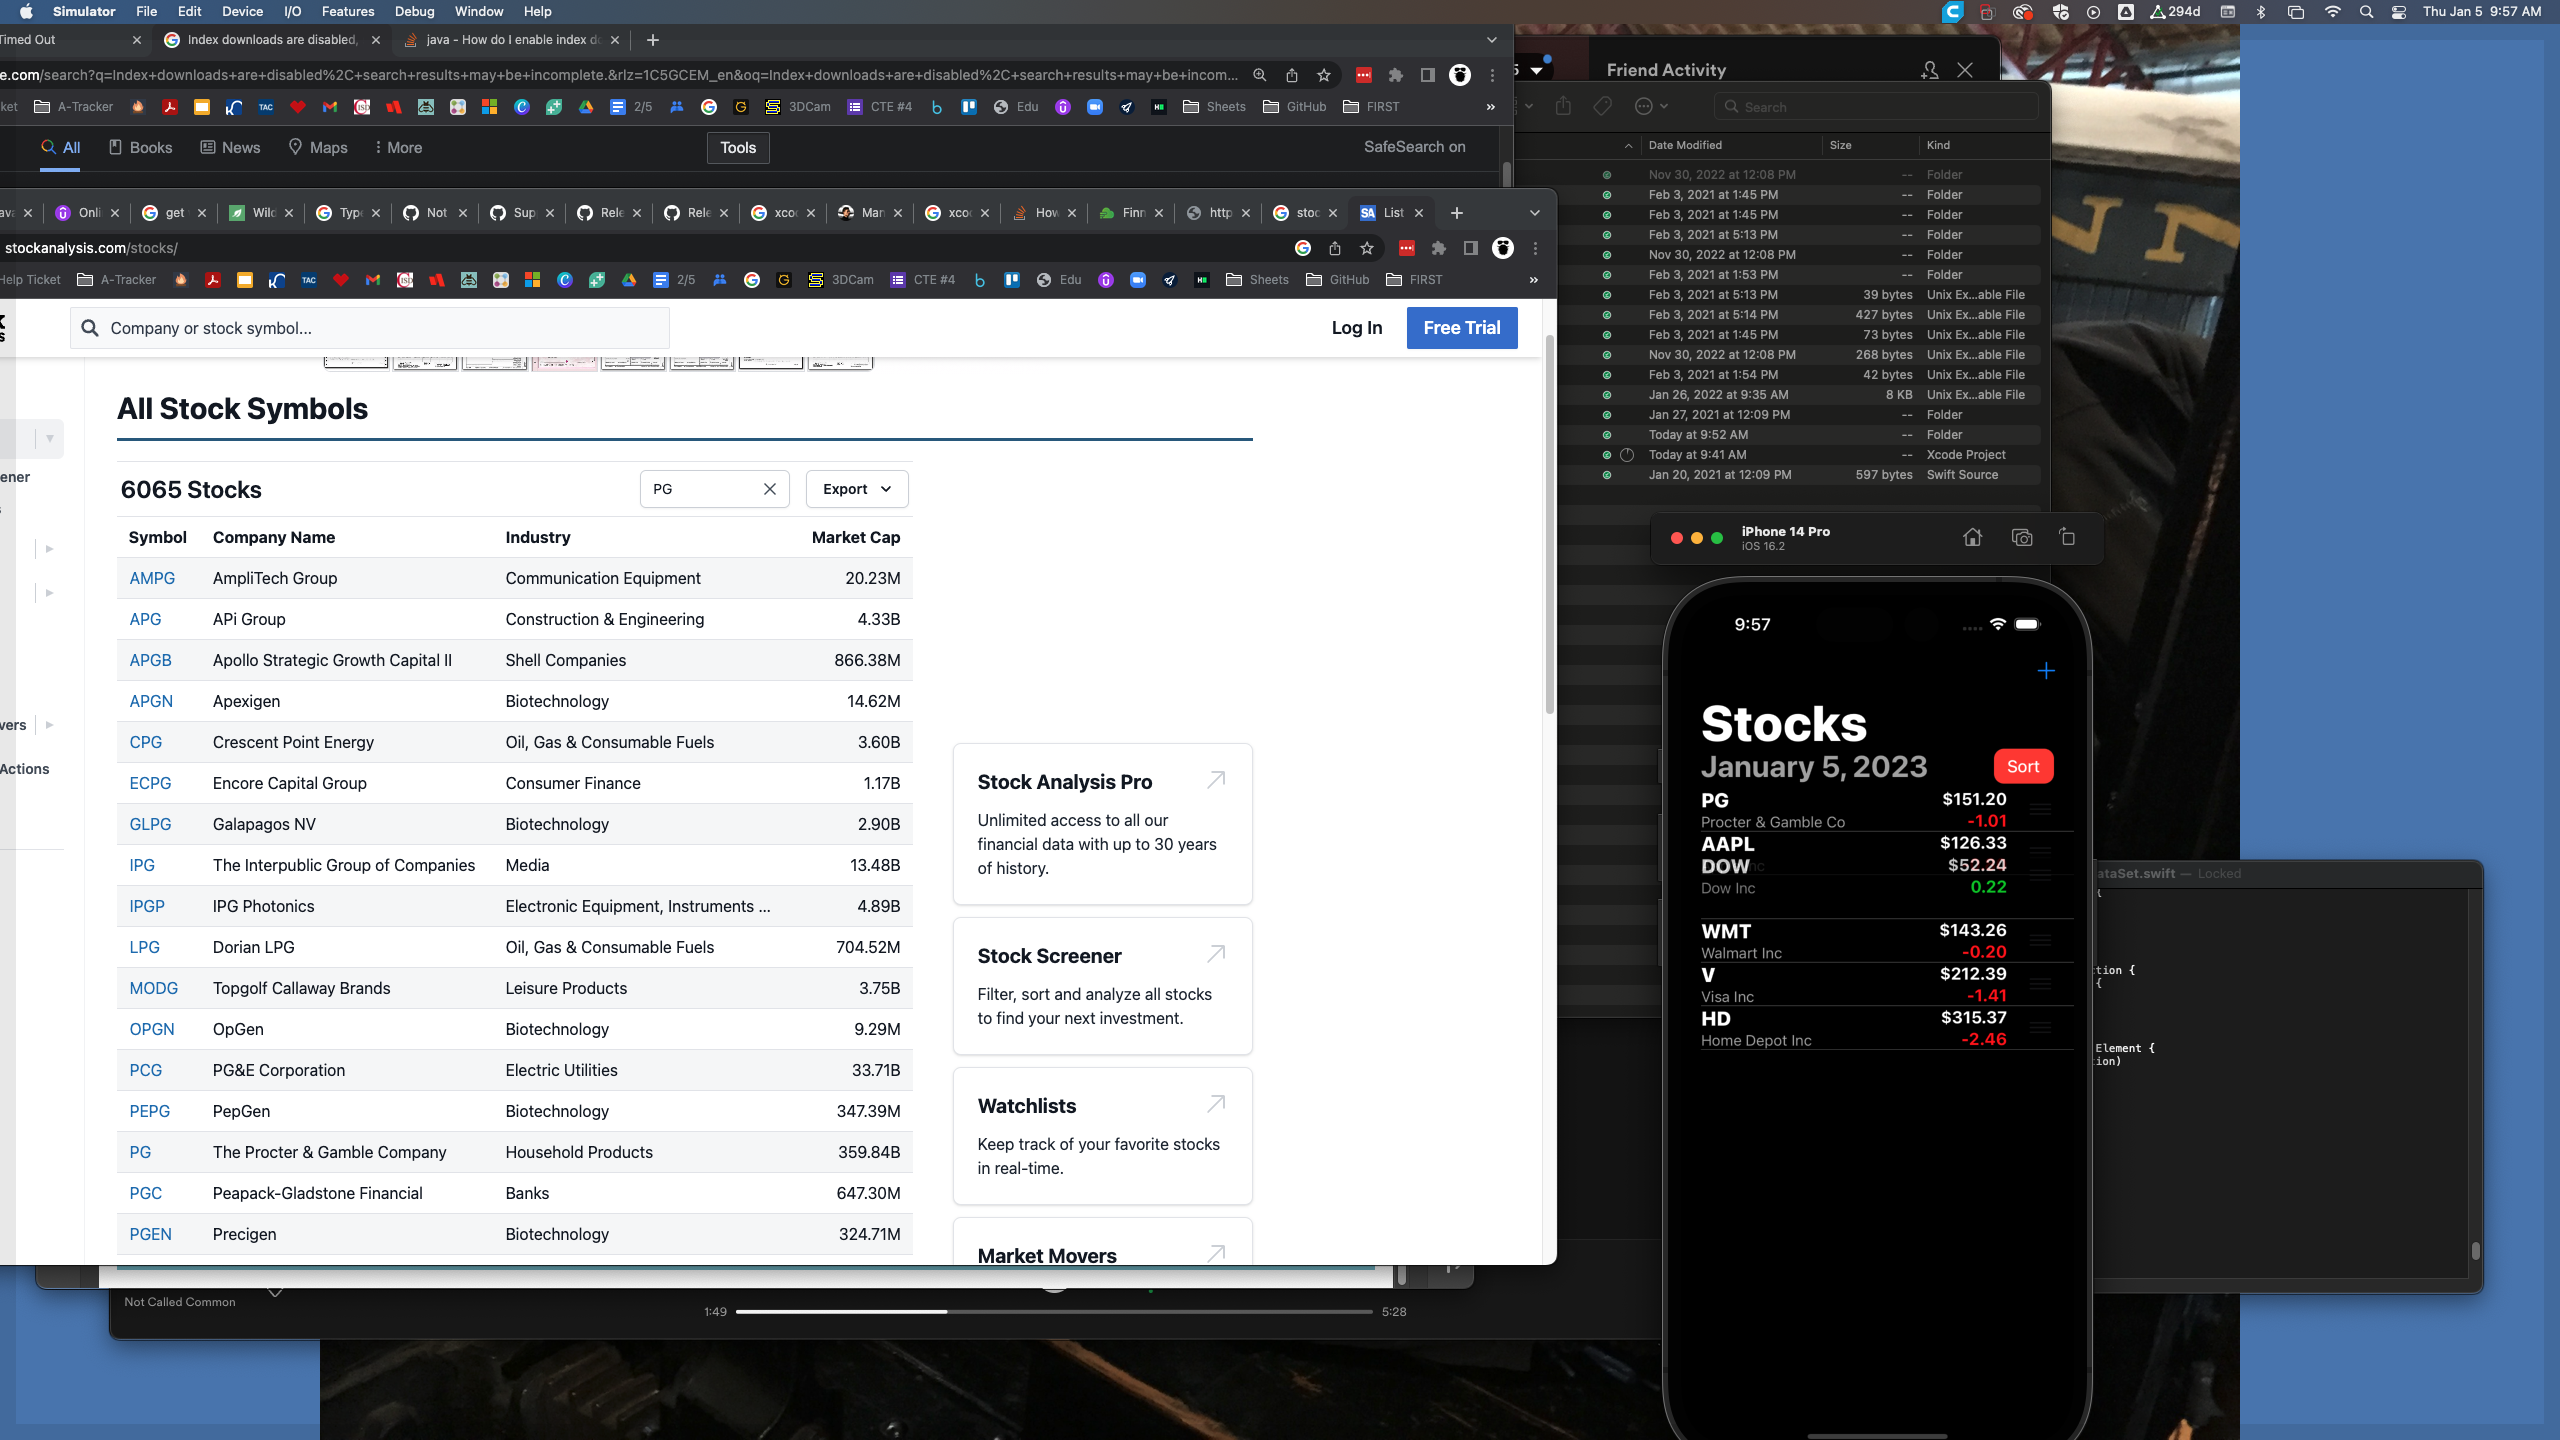 Simulator File Edit Device I/O Features Debug Window Help
294d Thu Jan 5 9:57 AM
Timed Out
Index downloads are disabled,
java - How do I enable index d
e.com/search?q=Index+downloads+are+disabled%2C+search+results+may+be+incomplete.&rlz=1C5GCEM_en&oq=Index+downloads+are+disabled%2C+search+results+may+be+incom...
ket A-Tracker TAC 2/5 3DCam CTE #4 Edu Sheets GitHub FIRST »
All Books News Maps More Tools SafeSearch on
Onli get Wild Type Not Sup Rele Rele xco Man xco How Finn http stoc List
stockanalysis.com/stocks/
Help Ticket A-Tracker TAC 2/5 3DCam CTE #4 Edu Sheets GitHub FIRST »
Company or stock symbol...
Log In
Free Trial
ener
vers
Actions
All Stock Symbols
6065 Stocks
PG
Export
Symbol Company Name Industry Market Cap
AMPG AmpliTech Group Communication Equipment 20.23M
APG APi Group Construction & Engineering 4.33B
APGB Apollo Strategic Growth Capital II Shell Companies 866.38M
APGN Apexigen Biotechnology 14.62M
CPG Crescent Point Energy Oil, Gas & Consumable Fuels 3.60B
ECPG Encore Capital Group Consumer Finance 1.17B
GLPG Galapagos NV Biotechnology 2.90B
IPG The Interpublic Group of Companies Media 13.48B
IPGP IPG Photonics Electronic Equipment, Instruments ... 4.89B
LPG Dorian LPG Oil, Gas & Consumable Fuels 704.52M
MODG Topgolf Callaway Brands Leisure Products 3.75B
OPGN OpGen Biotechnology 9.29M
PCG PG&E Corporation Electric Utilities 33.71B
PEPG PepGen Biotechnology 347.39M
PG The Procter & Gamble Company Household Products 359.84B
PGC Peapack-Gladstone Financial Banks 647.30M
PGEN Precigen Biotechnology 324.71M
Stock Analysis Pro
Unlimited access to all our
financial data with up to 30 years
of history.
Stock Screener
Filter, sort and analyze all stocks
to find your next investment.
Watchlists
Keep track of your favorite stocks
in real-time.
Market Movers
Not Called Common
1:49 5:28
Friend Activity
Search
Date Modified Size Kind
Nov 30, 2022 at 12:08 PM -- Folder
Feb 3, 2021 at 1:45 PM -- Folder
Feb 3, 2021 at 1:45 PM -- Folder
Feb 3, 2021 at 5:13 PM -- Folder
Nov 30, 2022 at 12:08 PM -- Folder
Feb 3, 2021 at 1:53 PM -- Folder
Feb 3, 2021 at 5:13 PM 39 bytes Unix Ex...able File
Feb 3, 2021 at 5:14 PM 427 bytes Unix Ex...able File
Feb 3, 2021 at 1:45 PM 73 bytes Unix Ex...able File
Nov 30, 2022 at 12:08 PM 268 bytes Unix Ex...able File
Feb 3, 2021 at 1:54 PM 42 bytes Unix Ex...able File
Jan 26, 2022 at 9:35 AM 8 KB Unix Ex...able File
Jan 27, 2021 at 12:09 PM -- Folder
Today at 9:52 AM -- Folder
Today at 9:41 AM -- Xcode Project
Jan 20, 2021 at 12:09 PM 597 bytes Swift Source
iPhone 14 Pro
iOS 16.2
9:57
Stocks
January 5, 2023
Sort
PG $151.20
Procter & Gamble Co -1.01
AAPL $126.33
DOW $52.24
Dow Inc 0.22
WMT $143.26
Walmart Inc -0.20
V $212.39
Visa Inc -1.41
HD $315.37
Home Depot Inc -2.46
ataSet.swift — Locked
{
tion {
{
Element {
ion)